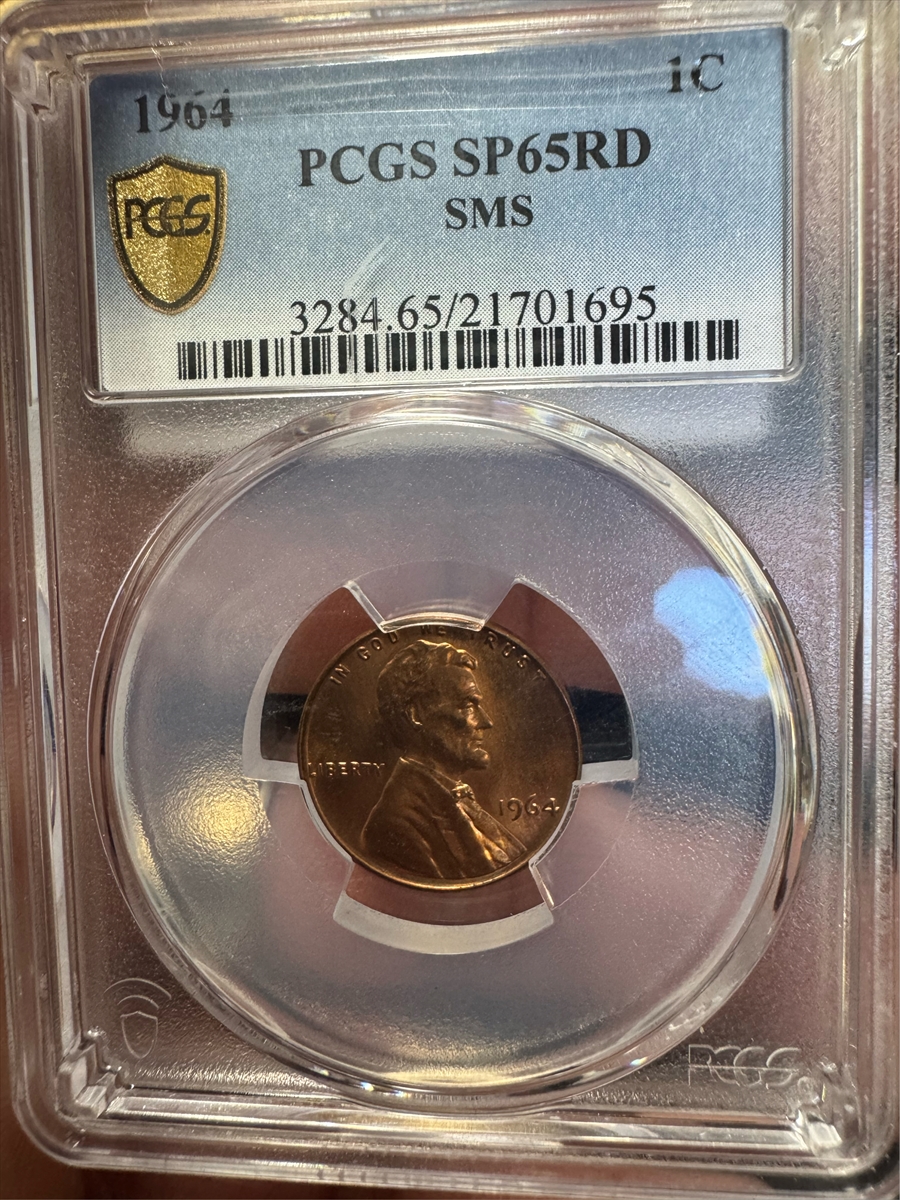 1964
1C
PCGS SP65RD
SMS
PCGS
3284.65/21701695
IN GOD WE TRUST
LIBERTY
1964
PCGS